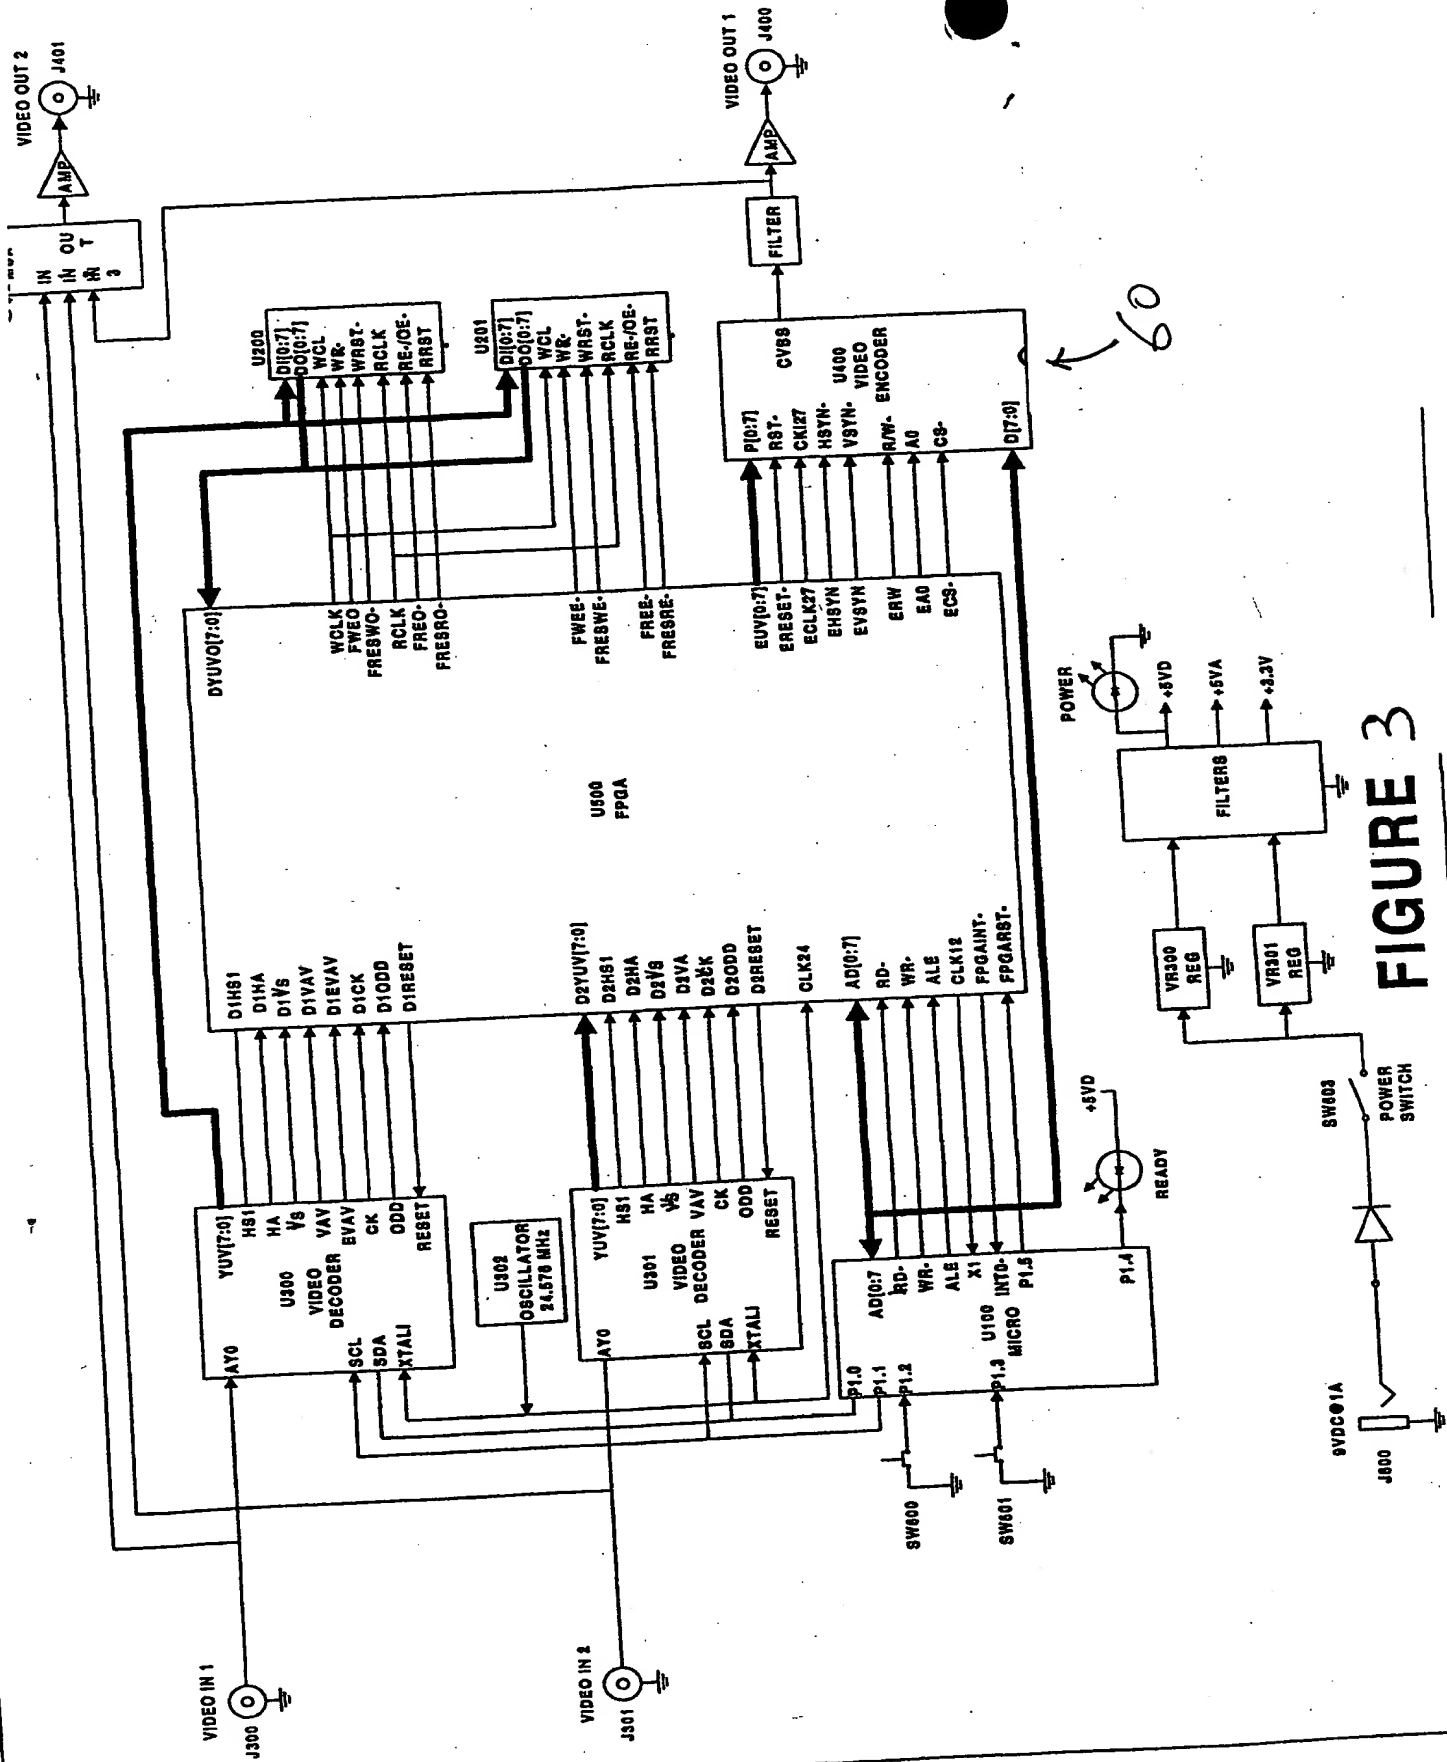 VIDEO OUT 2
J401
AMP
IN
IN
IN
3
OU
T
VIDEO OUT 1
J400
AMP
FILTER
U200
DI[0:7]
DO[0:7]
WCL
WR-
WRST-
RCLK
RE-/OE-
RRST
U201
DI[0:7]
DO[0:7]
WCL
WR-
WRST-
RCLK
RE-/OE-
RRST
CVBS
U400
VIDEO
ENCODER
P[0:7]
RST-
CKI27
HSYN-
VSYN-
R/W-
A0
CS-
D[7:0]
60
DYUVO[7:0]
WCLK
FWEO
FRESWO-
RCLK
FREO-
FRESRO-
FWEE-
FRESWE-
FREE-
FRESRE-
EUV[0:7]
ERESET-
ECLK27
EHSYN
EVSYN
ERW
EA0
ECS-
U500
FPGA
D1HS1
D1HA
D1VS
D1VAV
D1EVAV
D1CK
D1ODD
D1RESET
D2YUV[7:0]
D2HS1
D2HA
D2VS
D2VA
D2CK
D2ODD
D2RESET
CLK24
AD[0:7]
RD-
WR-
ALE
CLK12
FPGAINT-
FPGARST-
YUV[7:0]
HS1
HA
VS
VAV
EVAV
CK
ODD
RESET
U300
VIDEO
DECODER
AY0
SCL
SDA
XTALI
U302
OSCILLATOR
24.576 MHz
YUV[7:0]
HS1
HA
VS
VAV
CK
ODD
RESET
U301
VIDEO
DECODER
AY0
SCL
SDA
XTALI
AD[0:7
RD-
WR-
ALE
X1
INT0-
P1.5
P1.4
U100
MICRO
P1.0
P1.1
P1.2
P1.3
SW600
SW601
VIDEO IN 1
J300
VIDEO IN 2
J301
+5VD
READY
POWER
+5VD
+5VA
+3.3V
FILTERS
VR300
REG
VR301
REG
SW603
POWER
SWITCH
9VDC@1A
J600
FIGURE 3